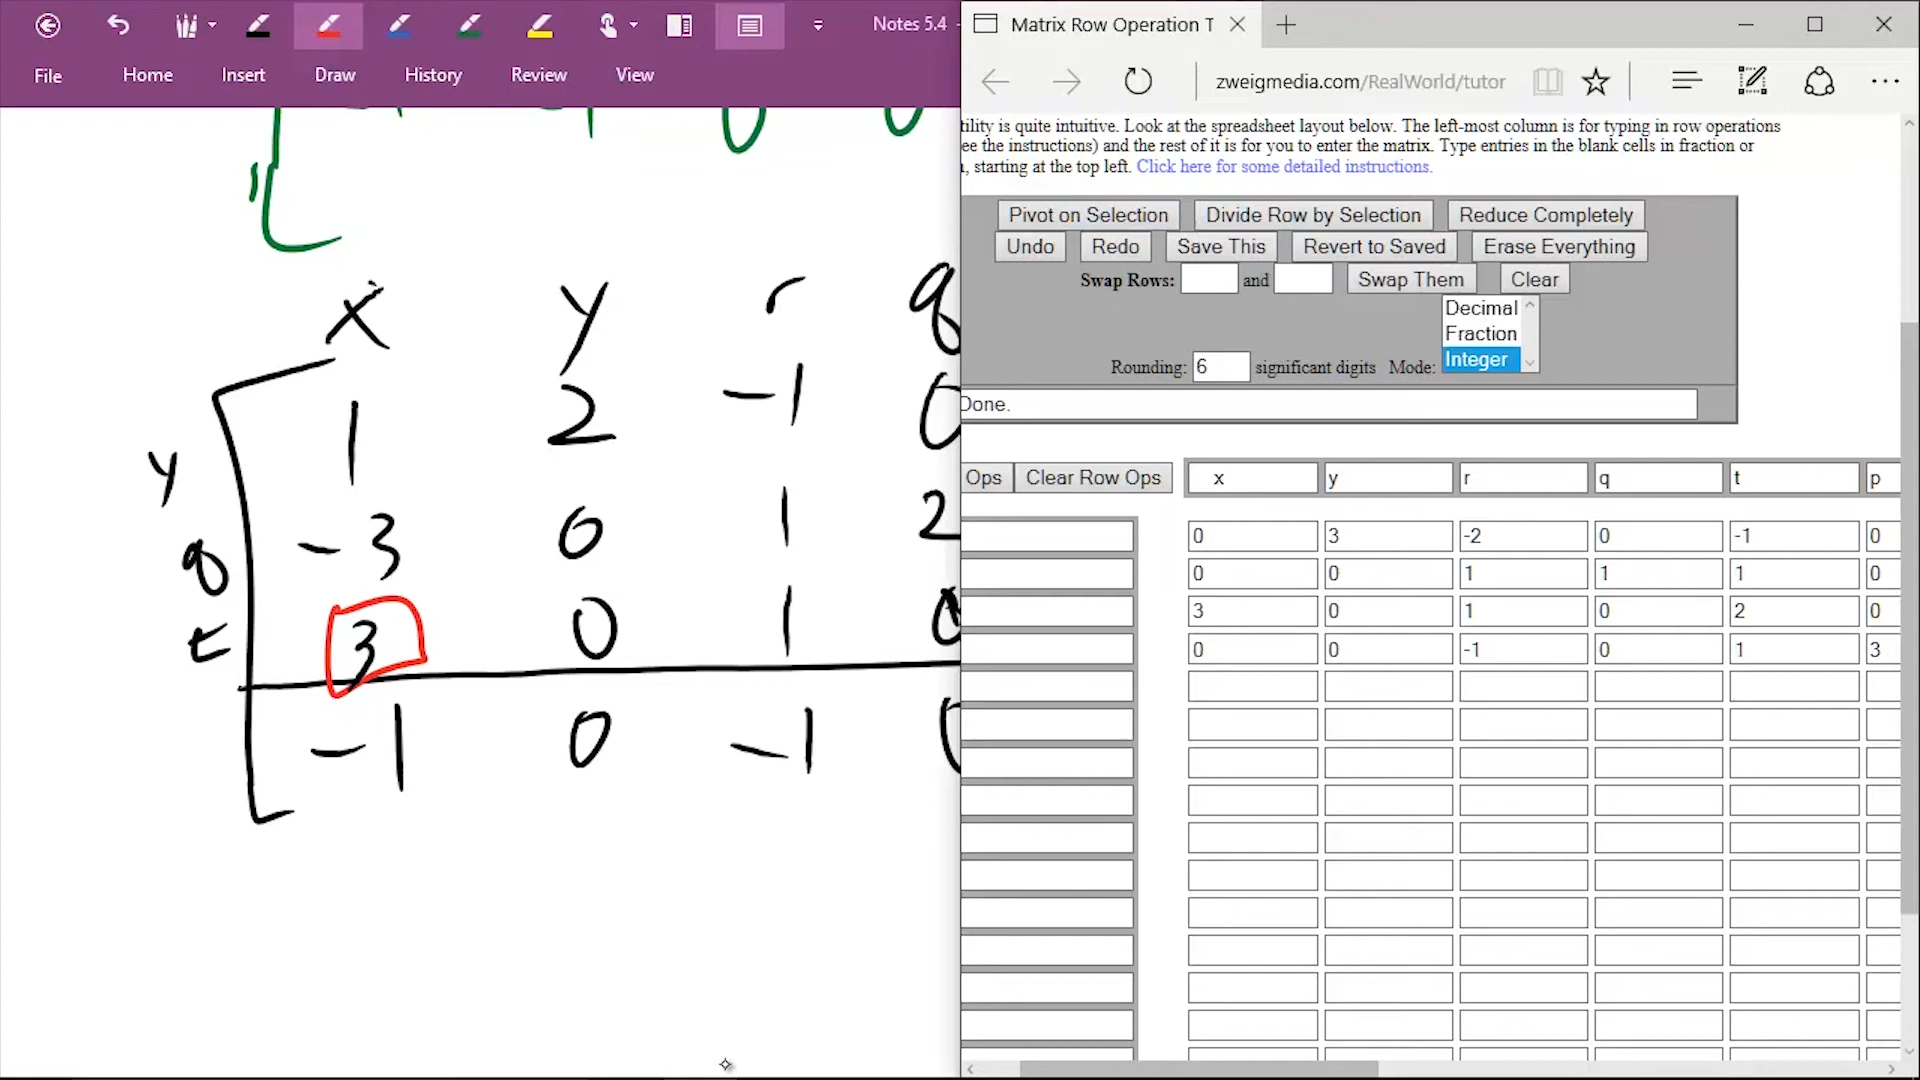 Notes 5.4 -
File Home Insert Draw History Review View
x y r q
y 1 2 -1 0
q -3 0 1 2
t 3 0 1 0
-1 0 -1 0
Matrix Row Operation T
zweigmedia.com/RealWorld/tutor
tility is quite intuitive. Look at the spreadsheet layout below. The left-most column is for typing in row operations
ee the instructions) and the rest of it is for you to enter the matrix. Type entries in the blank cells in fraction or
, starting at the top left. Click here for some detailed instructions.
Pivot on Selection Divide Row by Selection Reduce Completely
Undo Redo Save This Revert to Saved Erase Everything
Swap Rows: and Swap Them Clear
Decimal
Fraction
Integer
Rounding: 6 significant digits Mode:
Done.
Ops Clear Row Ops x y r q t p
0 3 -2 0 -1 0
0 0 1 1 1 0
3 0 1 0 2 0
0 0 -1 0 1 3